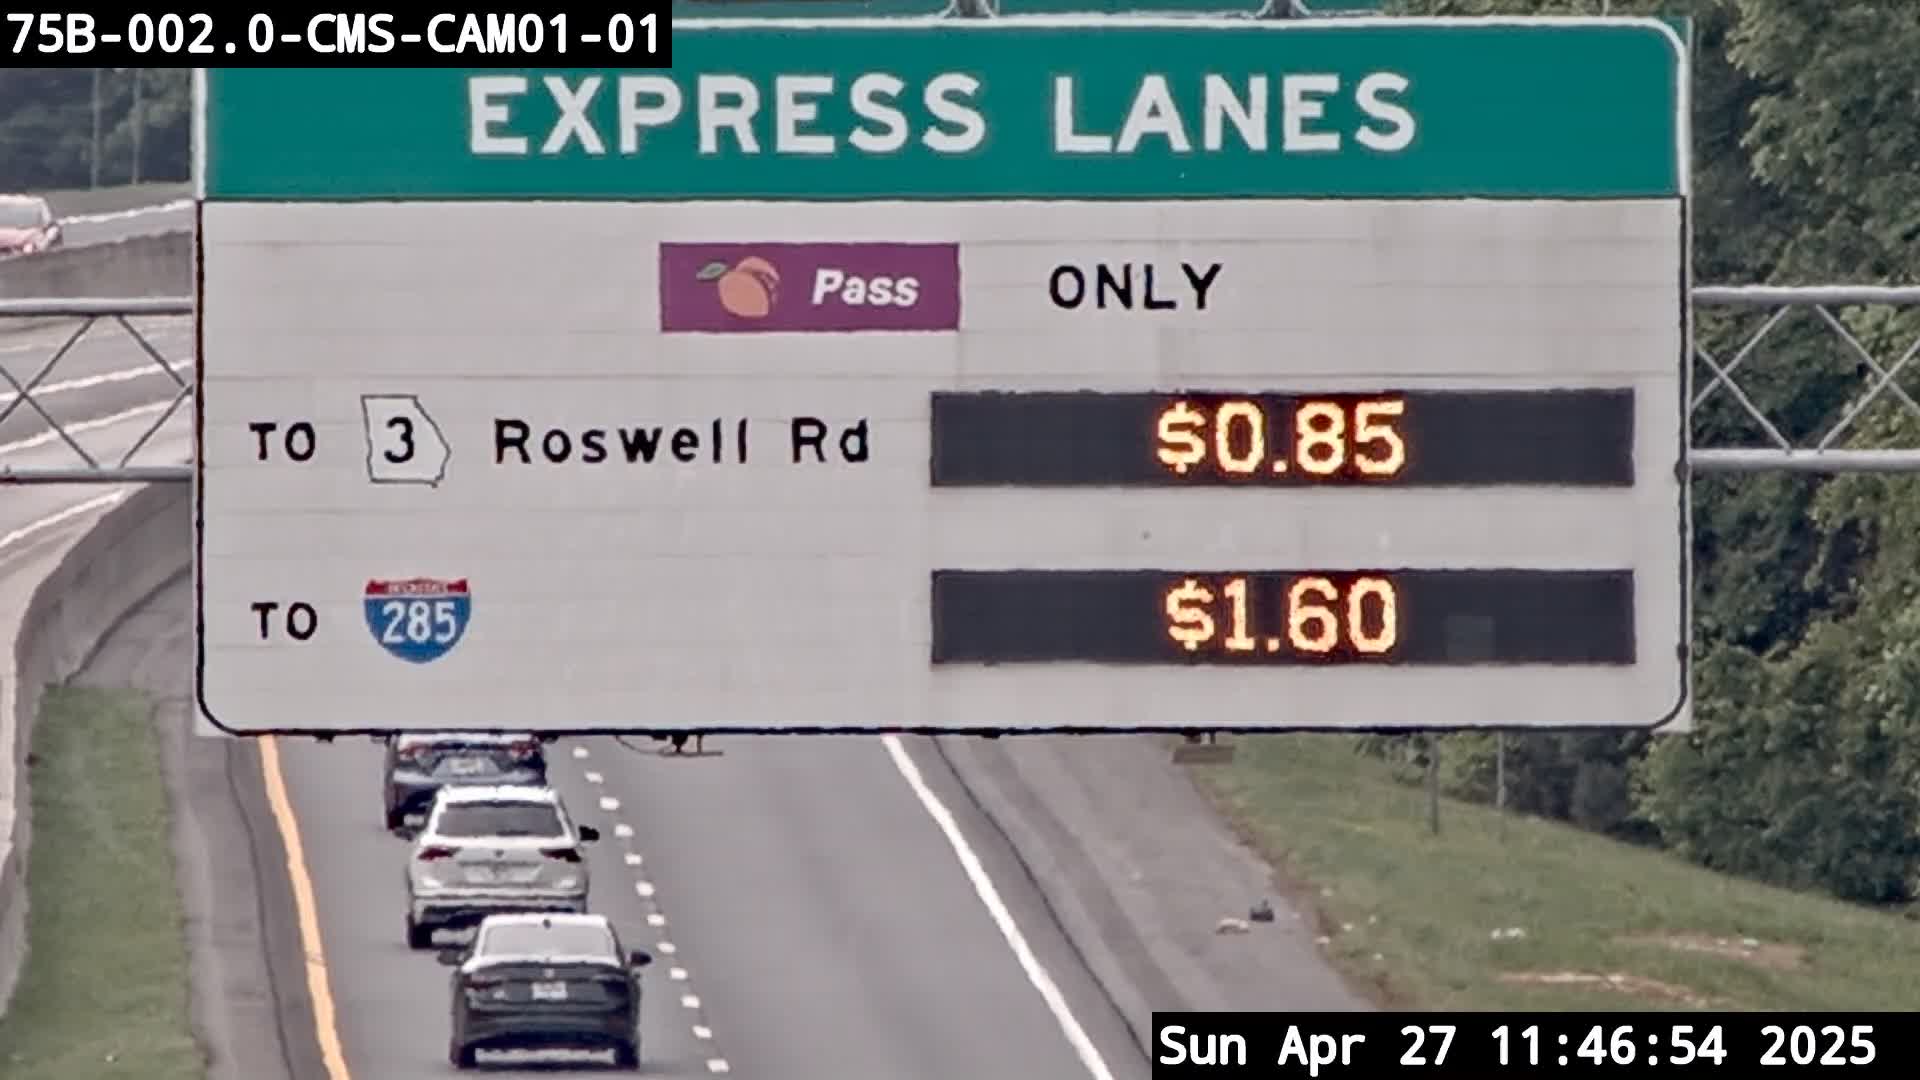 75B-002.0-CMS-CAM01-01
EXPRESS LANES
Pass ONLY
TO 3 Roswell Rd $0.85
TO 285 $1.60
Sun Apr 27 11:46:54 2025